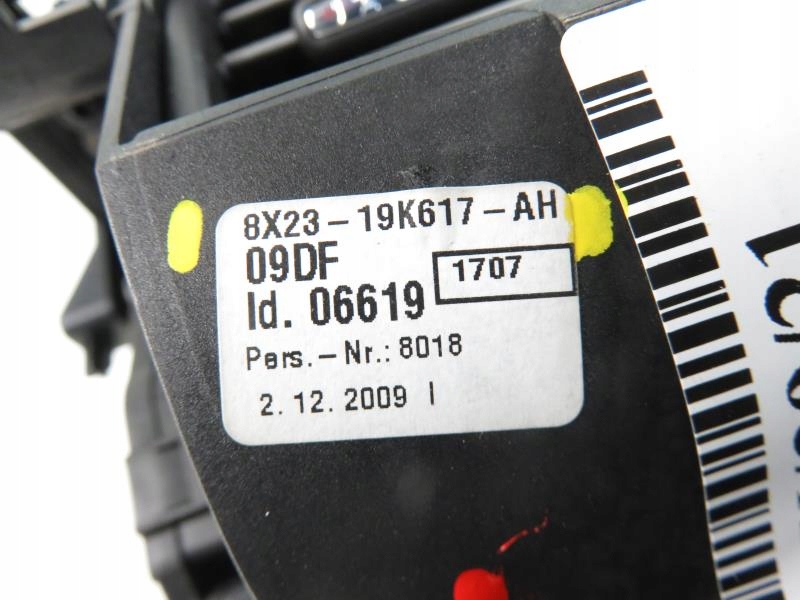 8X23-19K617-AH
09DF
1707
Id. 06619
Pers.-Nr.: 8018
2. 12. 2009 I